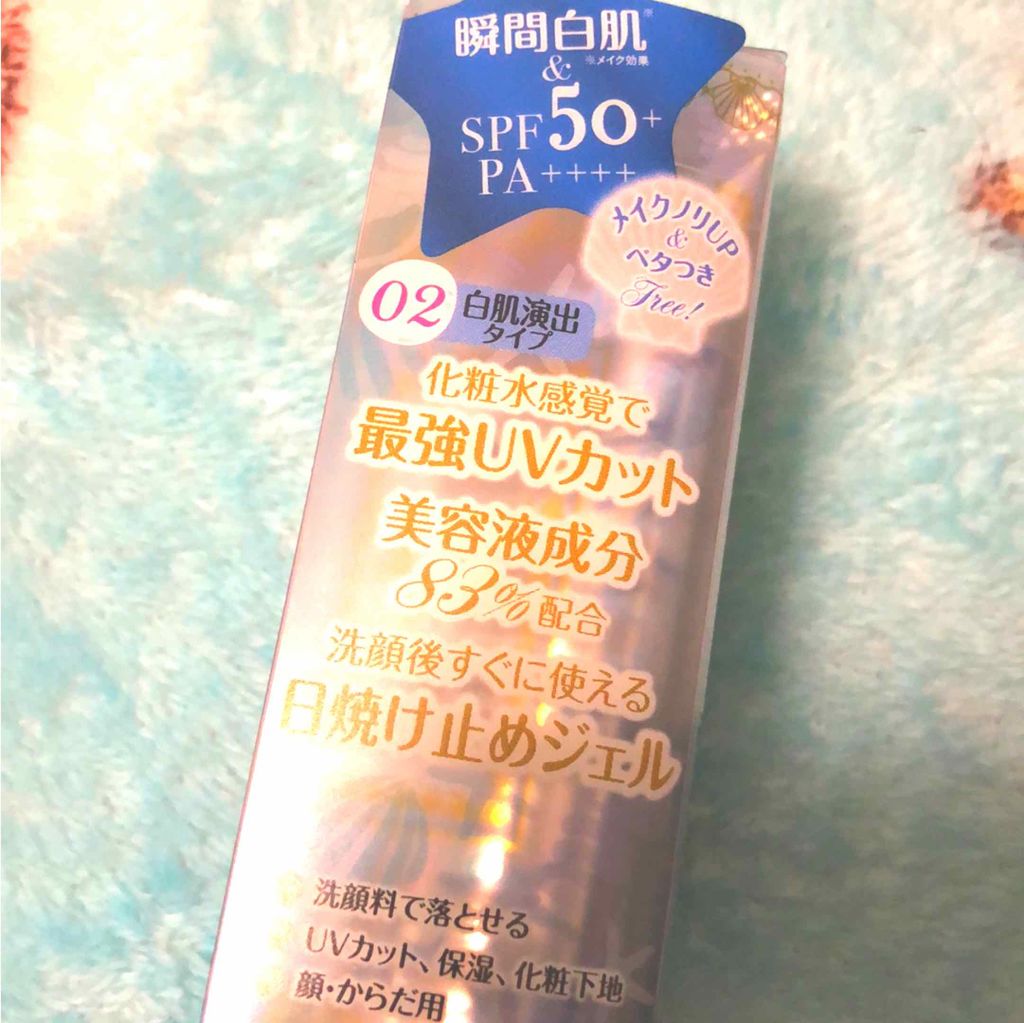 瞬間白肌※
※メイク効果
&
SPF50+
PA++++
メイクノリUP
&
ベタつき
Free!
02 白肌演出
タイプ
化粧水感覚で
最強UVカット
美容液成分
83%配合
洗顔後すぐに使える
日焼け止めジェル
洗顔料で落とせる
UVカット、保湿、化粧下地
顔・からだ用